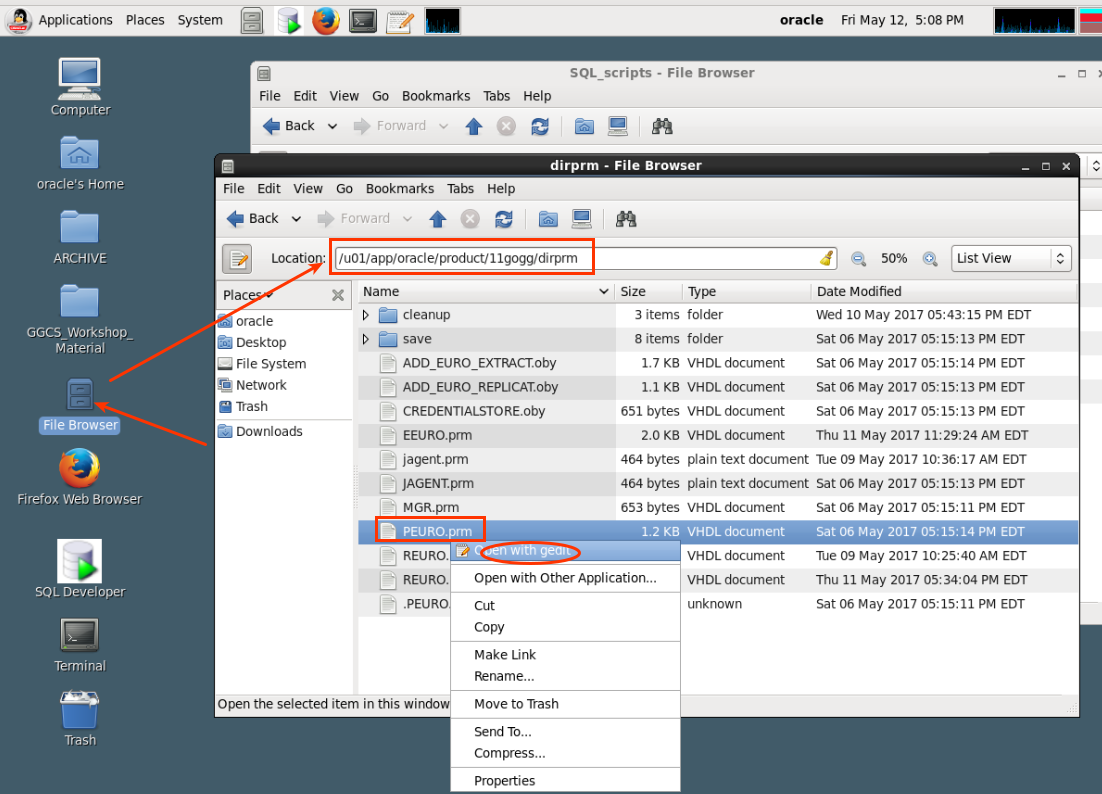 Applications Places System oracle Fri May 12, 5:08 PM
Computer
oracle's Home
ARCHIVE
GGCS_Workshop_
Material
File Browser
Firefox Web Browser
SQL Developer
Terminal
Trash
SQL_scripts - File Browser
File Edit View Go Bookmarks Tabs Help
Back Forward
dirprm - File Browser
File Edit View Go Bookmarks Tabs Help
Back Forward
Location: /u01/app/oracle/product/11gogg/dirprm 50% List View
Places
oracle
Desktop
File System
Network
Trash
Downloads
Name Size Type Date Modified
cleanup 3 items folder Wed 10 May 2017 05:43:15 PM EDT
save 8 items folder Sat 06 May 2017 05:15:13 PM EDT
ADD_EURO_EXTRACT.oby 1.7 KB VHDL document Sat 06 May 2017 05:15:14 PM EDT
ADD_EURO_REPLICAT.oby 1.1 KB VHDL document Sat 06 May 2017 05:15:13 PM EDT
CREDENTIALSTORE.oby 651 bytes VHDL document Sat 06 May 2017 05:15:13 PM EDT
EEURO.prm 2.0 KB VHDL document Thu 11 May 2017 11:29:24 AM EDT
jagent.prm 464 bytes plain text document Tue 09 May 2017 10:36:17 AM EDT
JAGENT.prm 464 bytes plain text document Sat 06 May 2017 05:15:13 PM EDT
MGR.prm 653 bytes VHDL document Sat 06 May 2017 05:15:11 PM EDT
PEURO.prm 1.2 KB VHDL document Sat 06 May 2017 05:15:14 PM EDT
REURO. VHDL document Tue 09 May 2017 10:25:40 AM EDT
REURO. VHDL document Thu 11 May 2017 05:34:04 PM EDT
.PEURO. unknown Sat 06 May 2017 05:15:11 PM EDT
Open with gedit
Open with Other Application...
Cut
Copy
Make Link
Rename...
Move to Trash
Send To...
Compress...
Properties
Open the selected item in this window